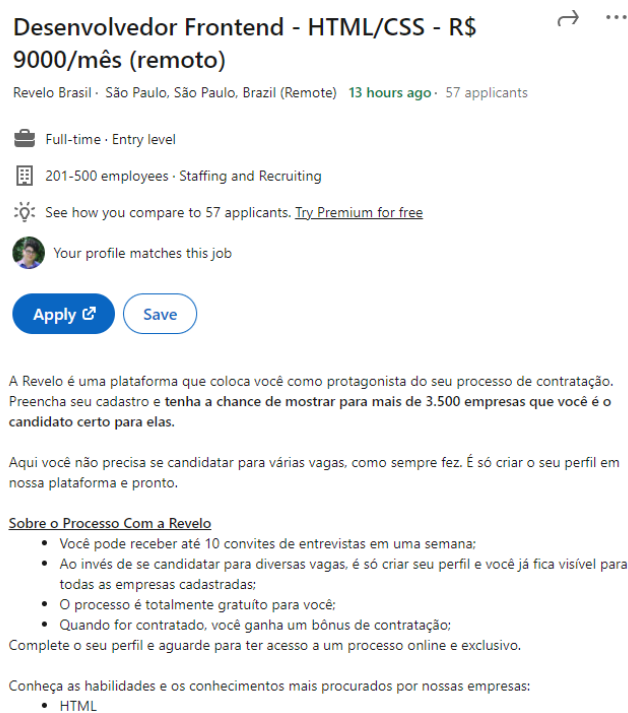 Desenvolvedor Frontend - HTML/CSS - R$
9000/mês (remoto)
Revelo Brasil · São Paulo, São Paulo, Brazil (Remote) 13 hours ago · 57 applicants
Full-time · Entry level
201-500 employees · Staffing and Recruiting
See how you compare to 57 applicants. Try Premium for free
Your profile matches this job
Apply
Save
A Revelo é uma plataforma que coloca você como protagonista do seu processo de contratação.
Preencha seu cadastro e tenha a chance de mostrar para mais de 3.500 empresas que você é o
candidato certo para elas.
Aqui você não precisa se candidatar para várias vagas, como sempre fez. É só criar o seu perfil em
nossa plataforma e pronto.
Sobre o Processo Com a Revelo
• Você pode receber até 10 convites de entrevistas em uma semana;
• Ao invés de se candidatar para diversas vagas, é só criar seu perfil e você já fica visível para
todas as empresas cadastradas;
• O processo é totalmente gratuíto para você;
• Quando for contratado, você ganha um bônus de contratação;
Complete o seu perfil e aguarde para ter acesso a um processo online e exclusivo.
Conheça as habilidades e os conhecimentos mais procurados por nossas empresas:
• HTML